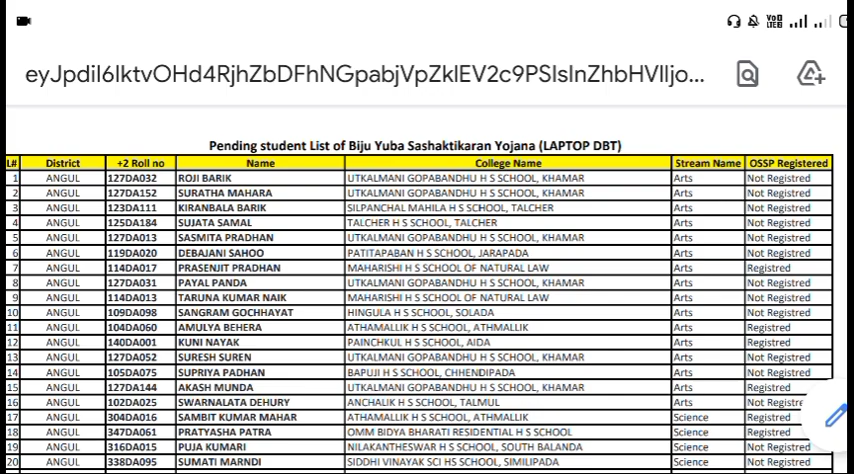 VoD LTEB
eyJpdil6lktvOHd4RjhZbDFhNGpabjVpZklEV2c9PSIsInZhbHVlIjo...
Pending student List of Biju Yuba Sashaktikaran Yojana (LAPTOP DBT)
L# District +2 Roll no Name College Name Stream Name OSSP Registered
1 ANGUL 127DA032 ROJI BARIK UTKALMANI GOPABANDHU H S SCHOOL, KHAMAR Arts Not Registred
2 ANGUL 127DA152 SURATHA MAHARA UTKALMANI GOPABANDHU H S SCHOOL, KHAMAR Arts Not Registred
3 ANGUL 123DA111 KIRANBALA BARIK SILPANCHAL MAHILA H S SCHOOL, TALCHER Arts Not Registred
4 ANGUL 125DA184 SUJATA SAMAL TALCHER H S SCHOOL, TALCHER Arts Not Registred
5 ANGUL 127DA013 SASMITA PRADHAN UTKALMANI GOPABANDHU H S SCHOOL, KHAMAR Arts Not Registred
6 ANGUL 119DA020 DEBAJANI SAHOO PATITAPABAN H S SCHOOL, JARAPADA Arts Not Registred
7 ANGUL 114DA017 PRASENJIT PRADHAN MAHARISHI H S SCHOOL OF NATURAL LAW Arts Registred
8 ANGUL 127DA031 PAYAL PANDA UTKALMANI GOPABANDHU H S SCHOOL, KHAMAR Arts Not Registred
9 ANGUL 114DA013 TARUNA KUMAR NAIK MAHARISHI H S SCHOOL OF NATURAL LAW Arts Not Registred
10 ANGUL 109DA098 SANGRAM GOCHHAYAT HINGULA H S SCHOOL, SOLADA Arts Not Registred
11 ANGUL 104DA060 AMULYA BEHERA ATHAMALLIK H S SCHOOL, ATHMALLIK Arts Registred
12 ANGUL 140DA001 KUNI NAYAK PAINCHKUL H S SCHOOL, AIDA Arts Registred
13 ANGUL 127DA052 SURESH SUREN UTKALMANI GOPABANDHU H S SCHOOL, KHAMAR Arts Not Registred
14 ANGUL 105DA075 SUPRIYA PADHAN BAPUJI H S SCHOOL, CHHENDIPADA Arts Not Registred
15 ANGUL 127DA144 AKASH MUNDA UTKALMANI GOPABANDHU H S SCHOOL, KHAMAR Arts Registred
16 ANGUL 102DA025 SWARNALATA DEHURY ANCHALIK H S SCHOOL, TALMUL Arts Not Registre
17 ANGUL 304DA016 SAMBIT KUMAR MAHAR ATHAMALLIK H S SCHOOL, ATHMALLIK Science Registred
18 ANGUL 347DA061 PRATYASHA PATRA OMM BIDYA BHARATI RESIDENTIAL H S SCHOOL Science Registred
19 ANGUL 316DA015 PUJA KUMARI NILAKANTHESWAR H S SCHOOL, SOUTH BALANDA Science Not Registred
20 ANGUL 338DA095 SUMATI MARNDI SIDDHI VINAYAK SCI HS SCHOOL, SIMILIPADA Science Not Registred